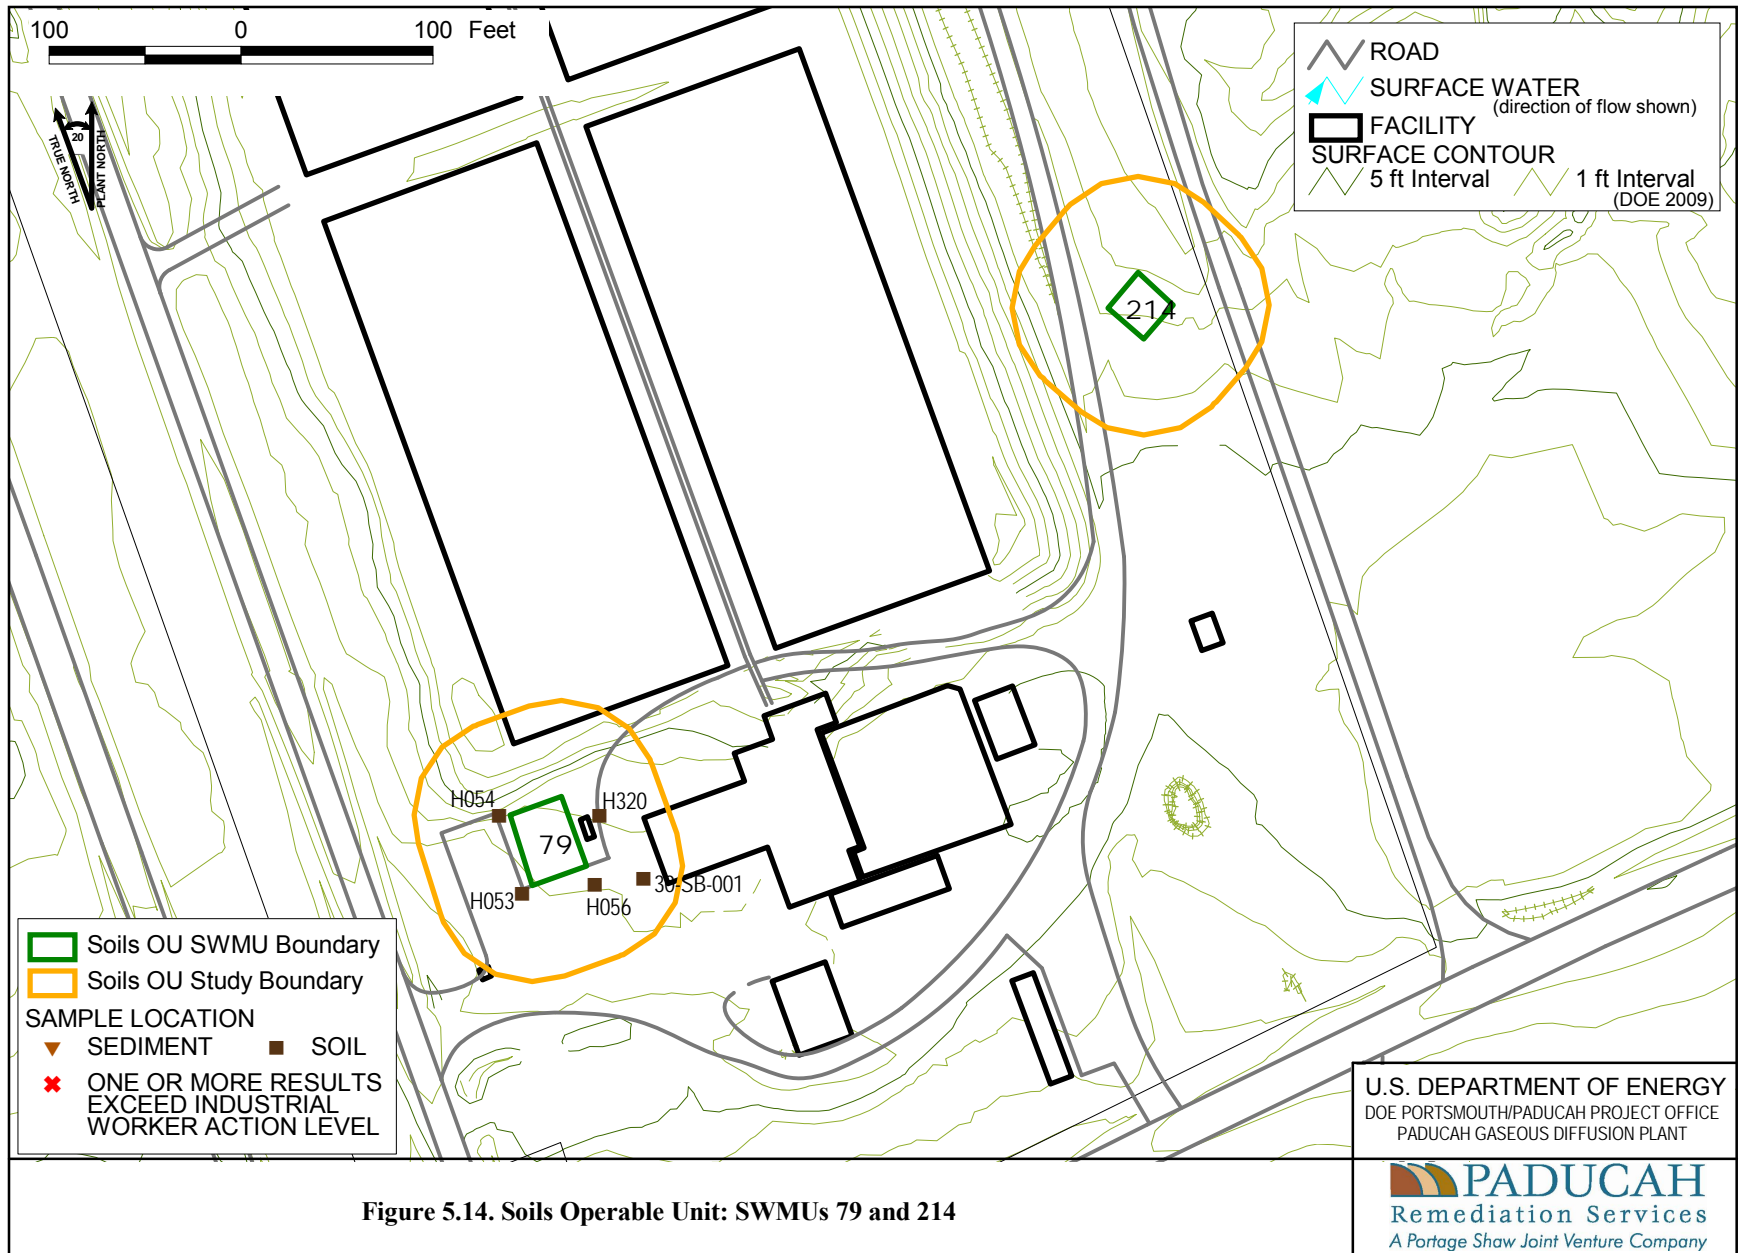 100 0 100 Feet
TRUE NORTH
20
PLANT NORTH
ROAD
SURFACE WATER
(direction of flow shown)
FACILITY
SURFACE CONTOUR
5 ft Interval 1 ft Interval
(DOE 2009)
214
H054
H320
79
H053
H056
30-SB-001
Soils OU SWMU Boundary
Soils OU Study Boundary
SAMPLE LOCATION
SEDIMENT SOIL
ONE OR MORE RESULTS
EXCEED INDUSTRIAL
WORKER ACTION LEVEL
U.S. DEPARTMENT OF ENERGY
DOE PORTSMOUTH/PADUCAH PROJECT OFFICE
PADUCAH GASEOUS DIFFUSION PLANT
PADUCAH
Remediation Services
A Portage Shaw Joint Venture Company
Figure 5.14. Soils Operable Unit: SWMUs 79 and 214